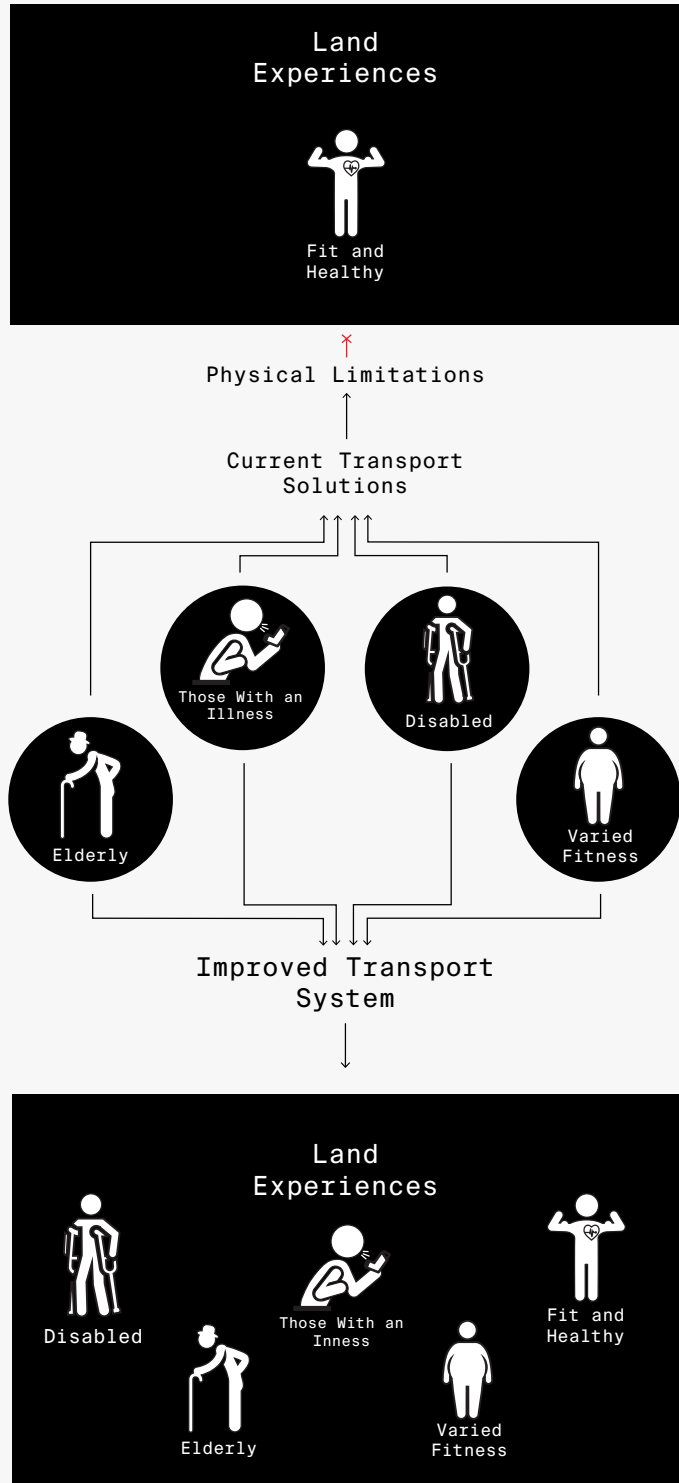 Land
Experiences
Fit and
Healthy
Physical Limitations
Current Transport
Solutions
Those With an
Illness
Disabled
Elderly
Varied
Fitness
Improved Transport
System
Land
Experiences
Disabled
Those With an
Inness
Fit and
Healthy
Elderly
Varied
Fitness